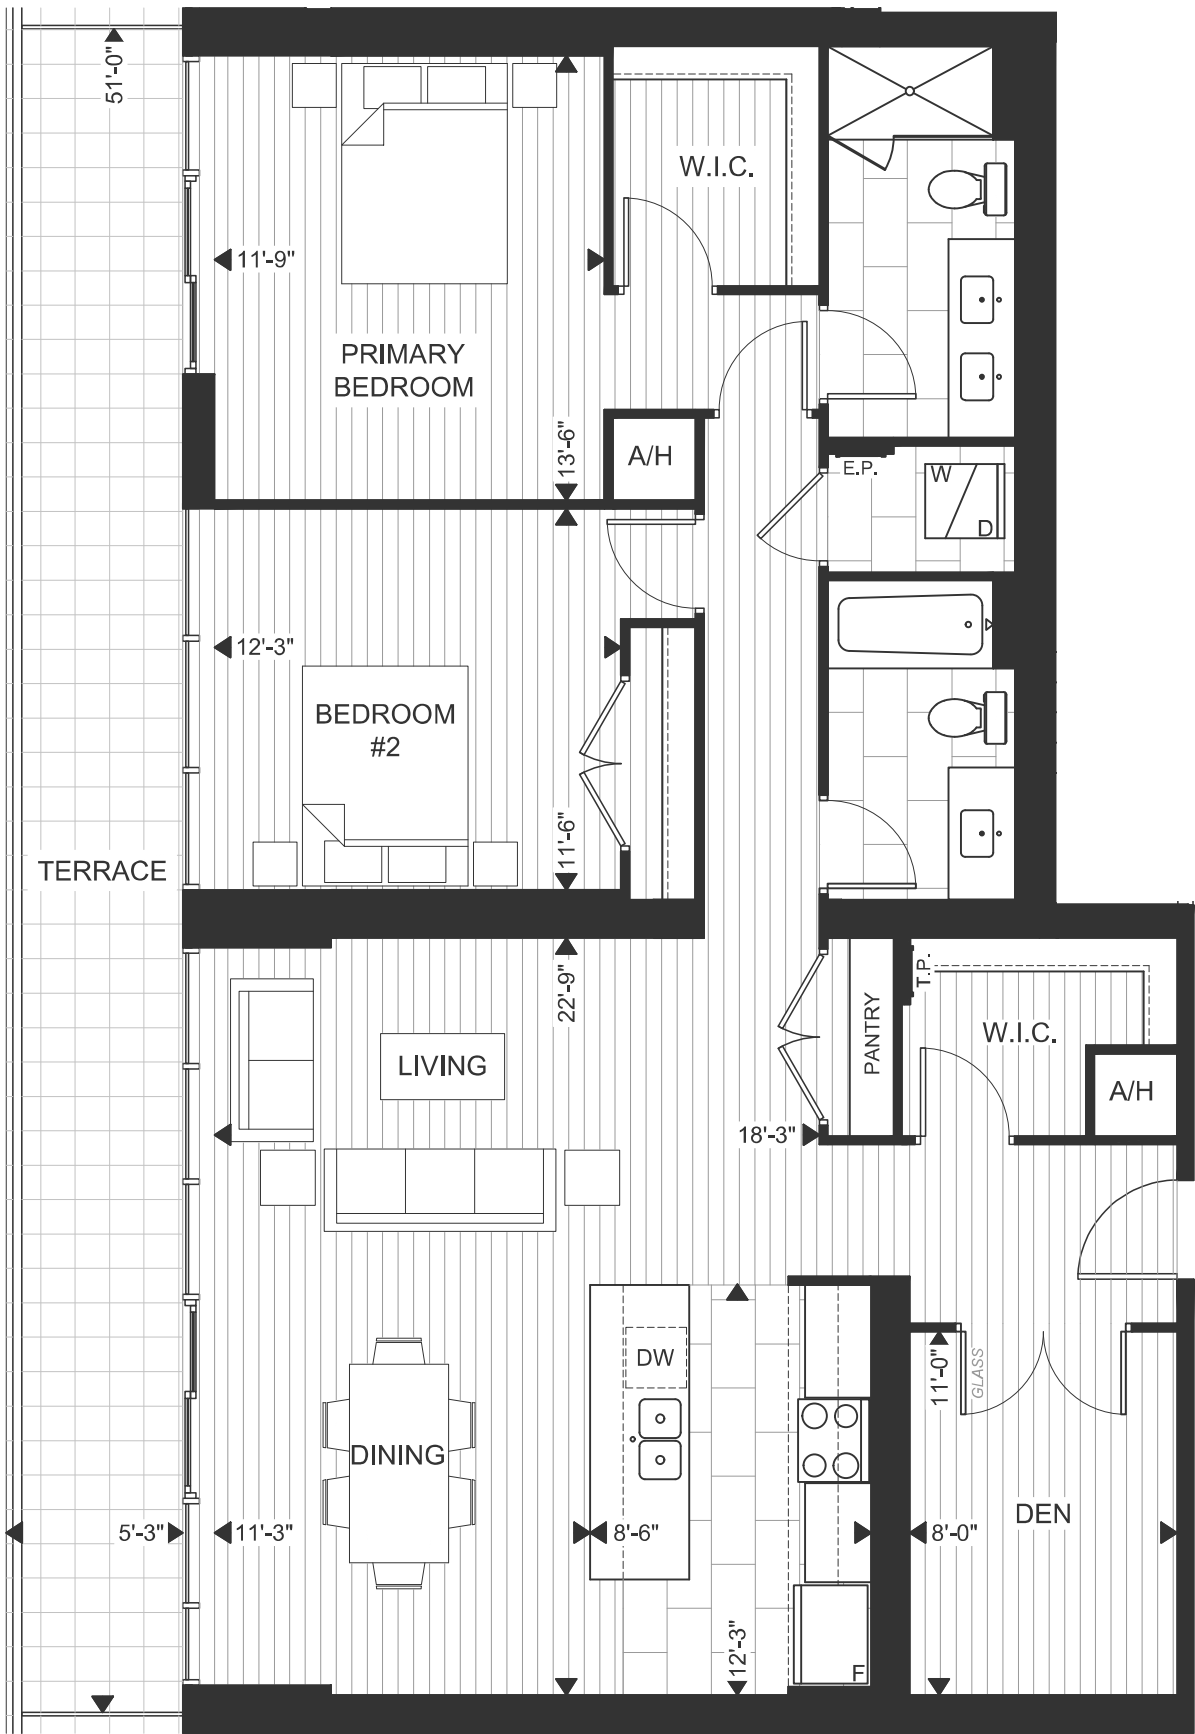 51'-0"
W.I.C.
11'-9"
PRIMARY
BEDROOM
13'-6"
A/H
E.P.
W
D
12'-3"
BEDROOM
#2
11'-6"
TERRACE
22'-9"
LIVING
PANTRY
T.P.
W.I.C.
A/H
18'-3"
DW
11'-0"
GLASS
DINING
DEN
5'-3"
11'-3"
8'-6"
8'-0"
12'-3"
F